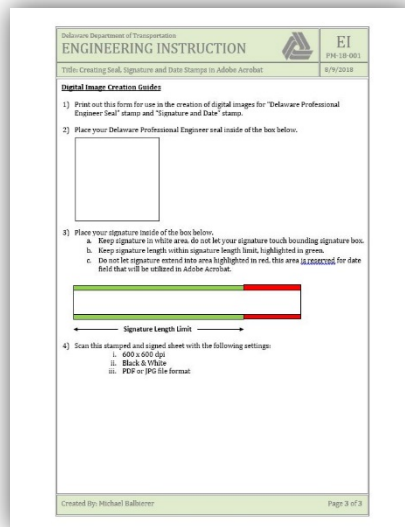 Delaware Department of Transportation
ENGINEERING INSTRUCTION
EI
PM-18-001
Title: Creating Seal, Signature and Date Stamps in Adobe Acrobat
8/9/2018
Digital Image Creation Guides
1) Print out this form for use in the creation of digital images for "Delaware Professional
Engineer Seal" stamp and "Signature and Date" stamp.
2) Place your Delaware Professional Engineer seal inside of the box below.
3) Place your signature inside of the box below.
a. Keep signature in white area, do not let your signature touch bounding signature box.
b. Keep signature within signature length limit, highlighted in green.
c. Do not let signature extend into area highlighted in red, this area is reserved for date
field that will be utilized in Adobe Acrobat.
Signature Length Limit
4) Scan this stamped and signed sheet with the following settings:
i. 600 x 600 dpi
ii. Black & White
iii. PDF or JPG file format
Created By: Michael
Page 3 of 3